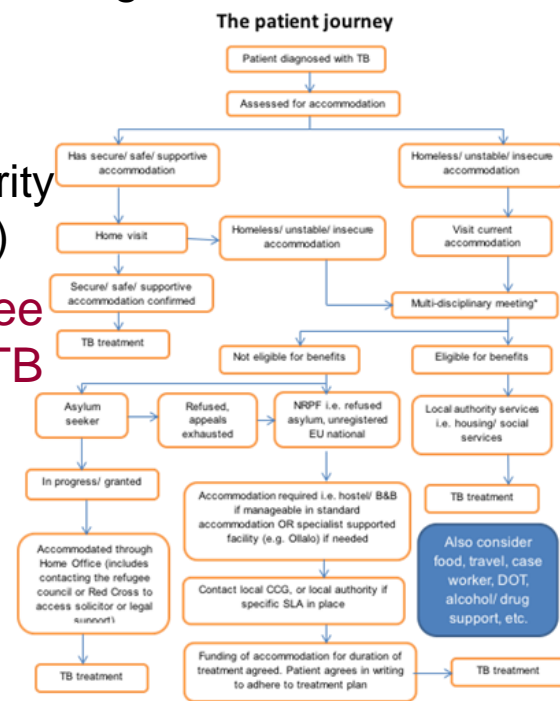 The patient journey
Patient diagnosed with TB
Assessed for accommodation
Has secure/ safe/ supportive
accommodation
Homeless/ unstable/ insecure
accommodation
rity
)
ee
TB
Home visit
Homeless/ unstable/ insecure
accommodation
Visit current
accommodation
Secure/ safe/ supportive
accommodation confirmed
Multi-disciplinary meeting*
TB treatment
Not eligible for benefits
Eligible for benefits
Asylum
seeker
Refused,
appeals
exhausted
NRPF i.e. refused
asylum, unregistered
EU national
Local authority services
i.e. housing/ social
services
In progress/ granted
TB treatment
Accommodation required i.e. hostel/ B&B
if manageable in standard
accommodation OR specialist supported
facility (e.g. Ollalo) if needed
Accommodated through
Home Office (includes
contacting the refugee
council or Red Cross to
access solicitor or legal
support)
Also consider
food, travel, case
worker, DOT,
alcohol/ drug
support, etc.
Contact local CCG, or local authority if
specific SLA in place
Funding of accommodation for duration of
treatment agreed. Patient agrees in writing
to adhere to treatment plan
TB treatment
TB treatment